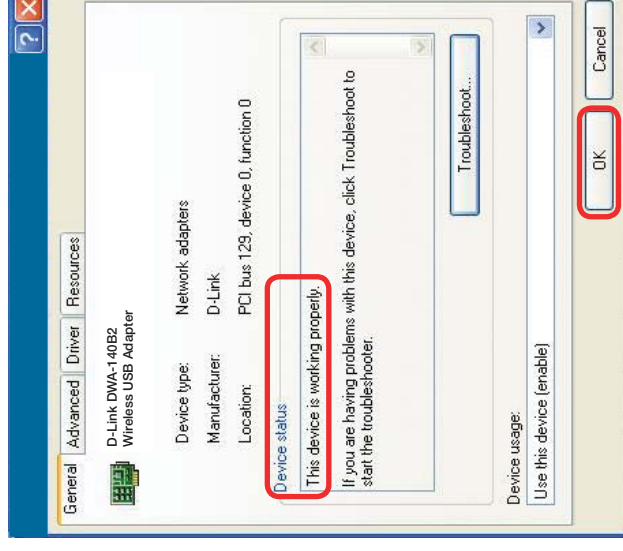 General Advanced Driver Resources
D-Link DWA-140B2
Wireless USB Adapter
Device type: Network adapters
Manufacturer: D-Link
Location: PCI bus 129, device 0, function 0
Device status
This device is working properly.
If you are having problems with this device, click Troubleshoot to
start the troubleshooter.
Troubleshoot...
Device usage:
Use this device (enable)
OK Cancel